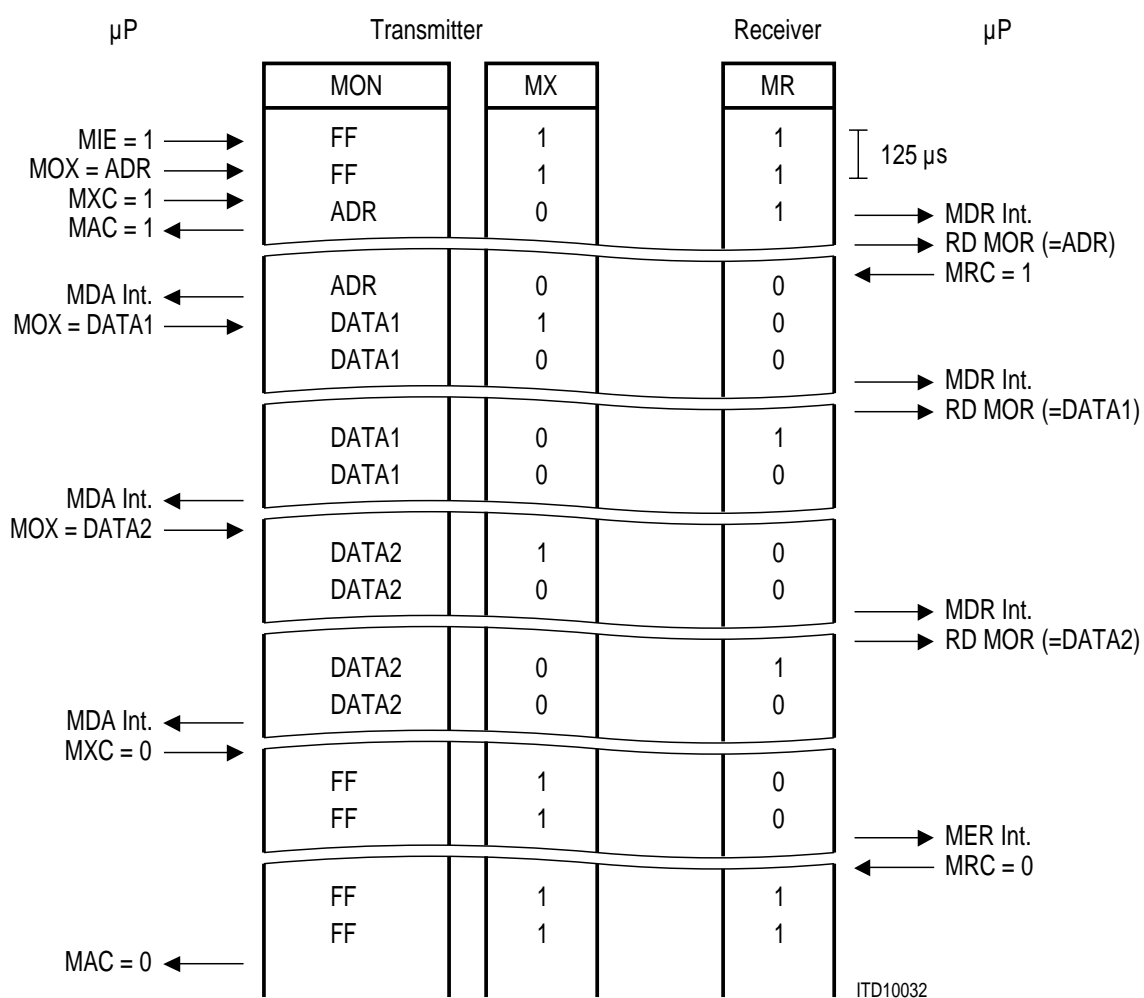 µP Transmitter Receiver µP
MON MX MR
MIE = 1 FF 1 1
125 µs
MOX = ADR FF 1 1
MXC = 1 ADR 0 1 MDR Int.
MAC = 1 RD MOR (=ADR)
MRC = 1
MDA Int. ADR 0 0
MOX = DATA1 DATA1 1 0
DATA1 0 0
MDR Int.
RD MOR (=DATA1)
DATA1 0 1
DATA1 0 0
MDA Int.
MOX = DATA2
DATA2 1 0
DATA2 0 0
MDR Int.
RD MOR (=DATA2)
DATA2 0 1
DATA2 0 0
MDA Int.
MXC = 0
FF 1 0
FF 1 0
MER Int.
MRC = 0
FF 1 1
FF 1 1
MAC = 0
ITD10032